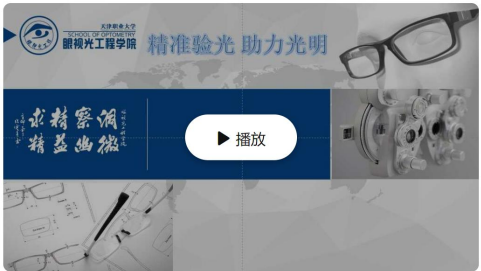 天津职业大学
SCHOOL OF OPTOMETRY
眼视光工程学院
精准验光 助力光明
洞察精求
微幽益精
播放